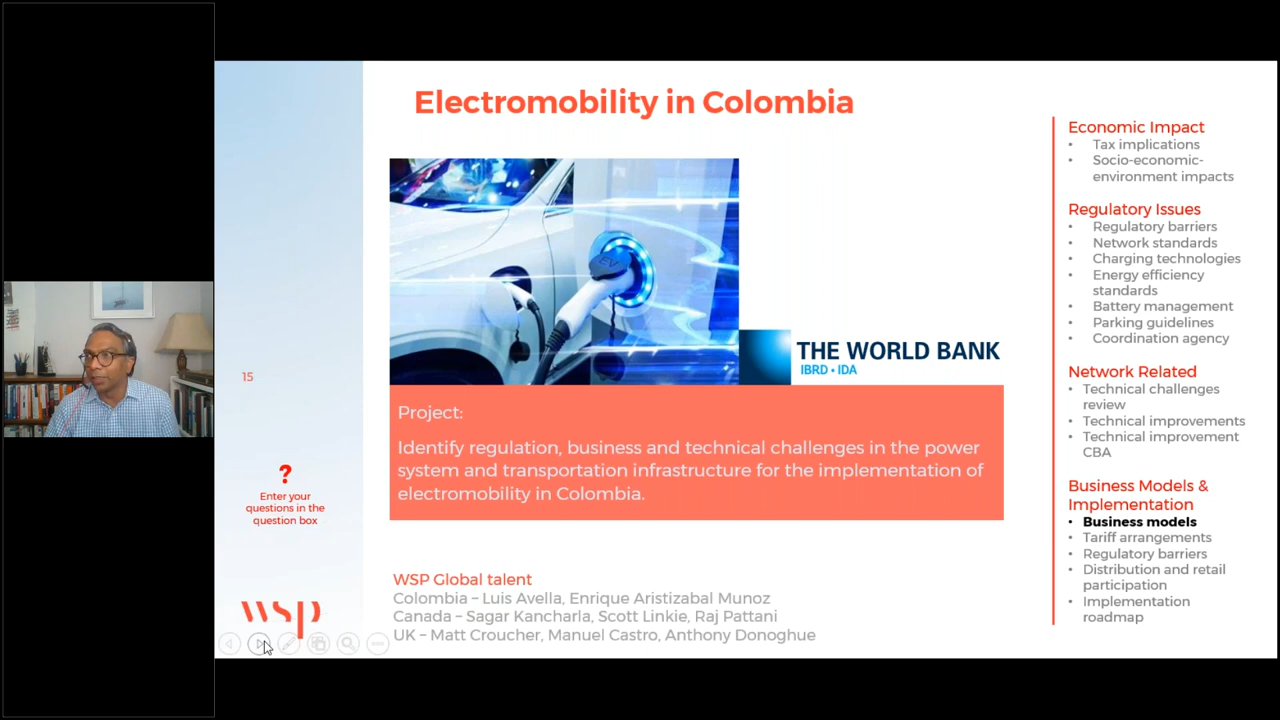 Electromobility in Colombia
EV
THE WORLD BANK
IBRD • IDA
Project:
Identify regulation, business and technical challenges in the power
system and transportation infrastructure for the implementation of
electromobility in Colombia.
WSP Global talent
Colombia – Luis Avella, Enrique Aristizabal Munoz
Canada – Sagar Kancharla, Scott Linkie, Raj Pattani
UK – Matt Croucher, Manuel Castro, Anthony Donoghue
Economic Impact
• Tax implications
• Socio-economic-
environment impacts
Regulatory Issues
• Regulatory barriers
• Network standards
• Charging technologies
• Energy efficiency
standards
• Battery management
• Parking guidelines
• Coordination agency
Network Related
• Technical challenges
review
• Technical improvements
• Technical improvement
CBA
Business Models &
Implementation
• Business models
• Tariff arrangements
• Regulatory barriers
• Distribution and retail
participation
• Implementation
roadmap
15
?
Enter your
questions in the
question box
wsp